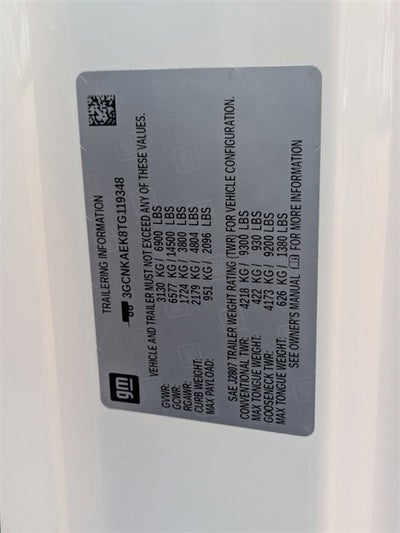 gm
TRAILERING INFORMATION
3GCNKAEK8TG119348
VEHICLE AND TRAILER MUST NOT EXCEED ANY OF THESE VALUES.
GVWR: 3130 KG / 6900 LBS
GCWR: 6577 KG / 14500 LBS
RGAWR: 1724 KG / 3800 LBS
CURB WEIGHT: 2179 KG / 4804 LBS
MAX PAYLOAD: 951 KG / 2096 LBS
SAE J2807 TRAILER WEIGHT RATING (TWR) FOR VEHICLE CONFIGURATION.
CONVENTIONAL TWR: 4218 KG / 9300 LBS
MAX TONGUE WEIGHT: 422 KG / 930 LBS
GOOSENECK TWR: 4173 KG / 9200 LBS
MAX TONGUE WEIGHT: 626 KG / 1380 LBS
SEE OWNER'S MANUAL FOR MORE INFORMATION